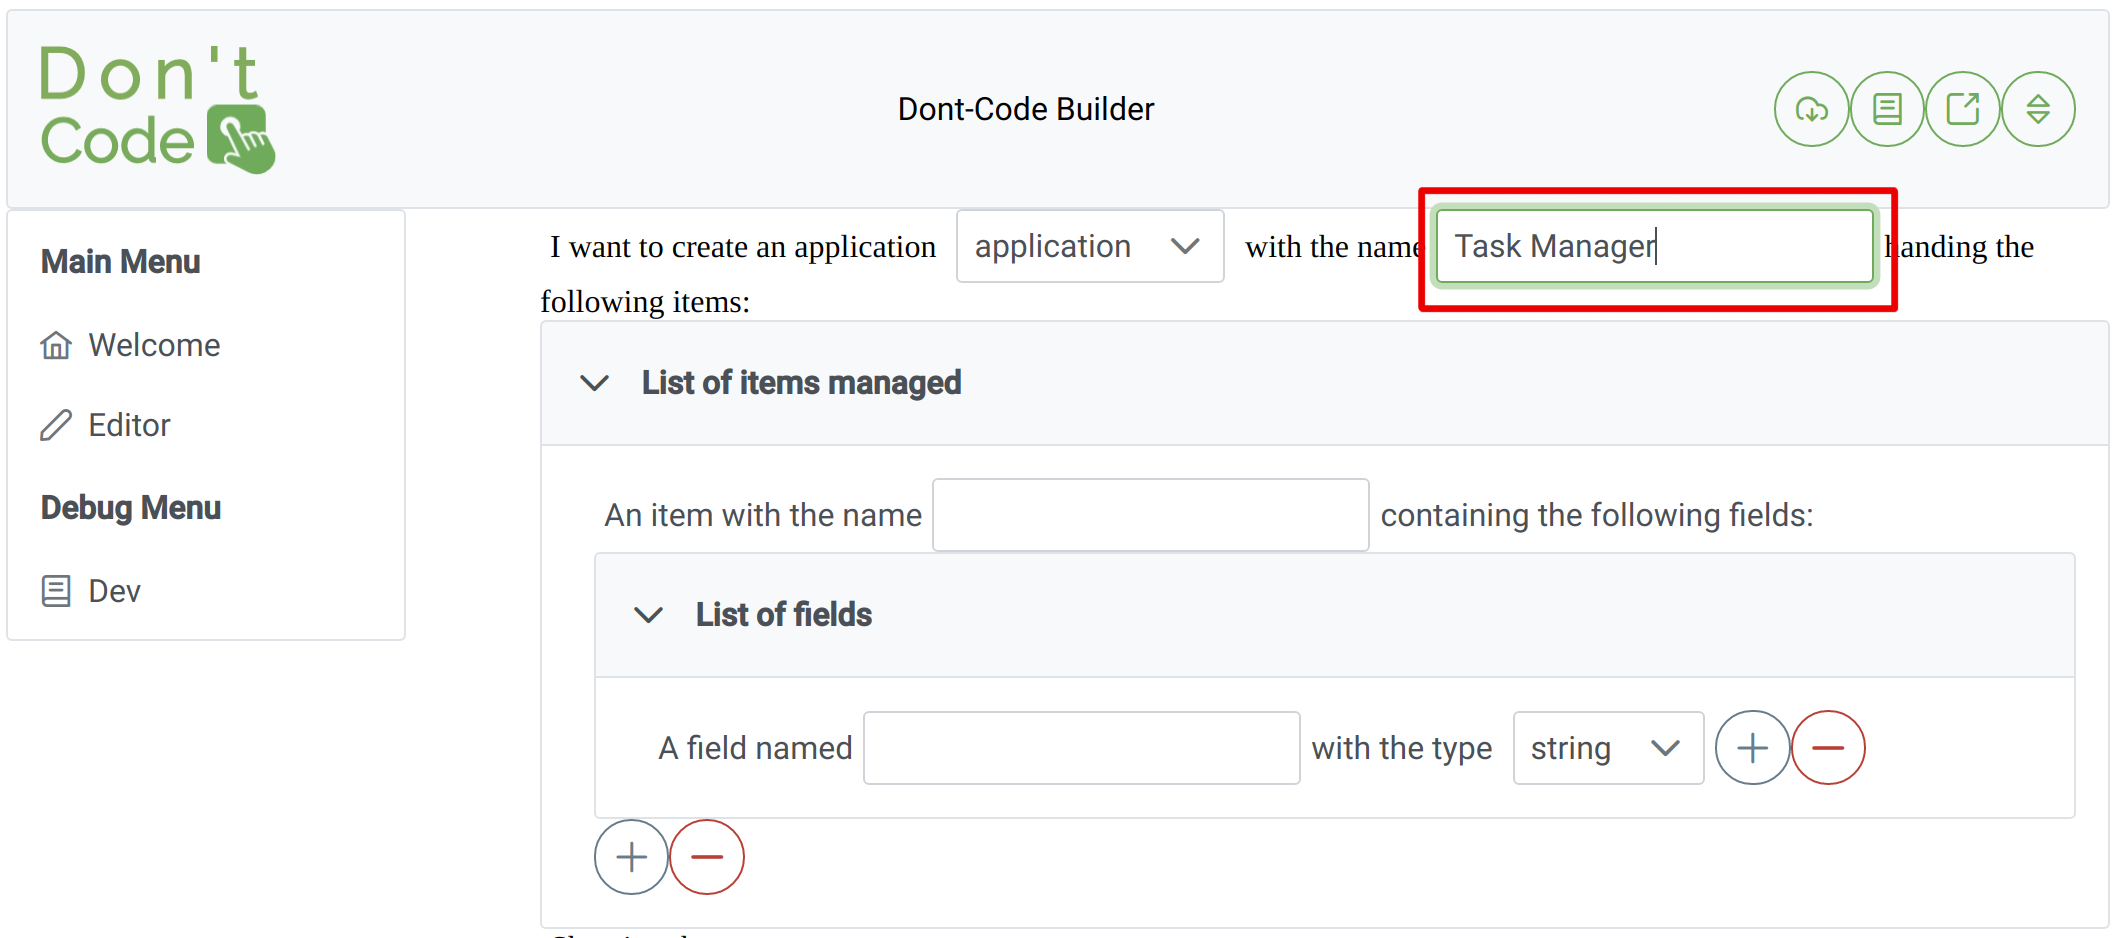 Don't
Code
Dont-Code Builder
Main Menu
Welcome
Editor
Debug Menu
Dev
I want to create an application application with the name Task Manager handing the
following items:
List of items managed
An item with the name containing the following fields:
List of fields
A field named with the type string